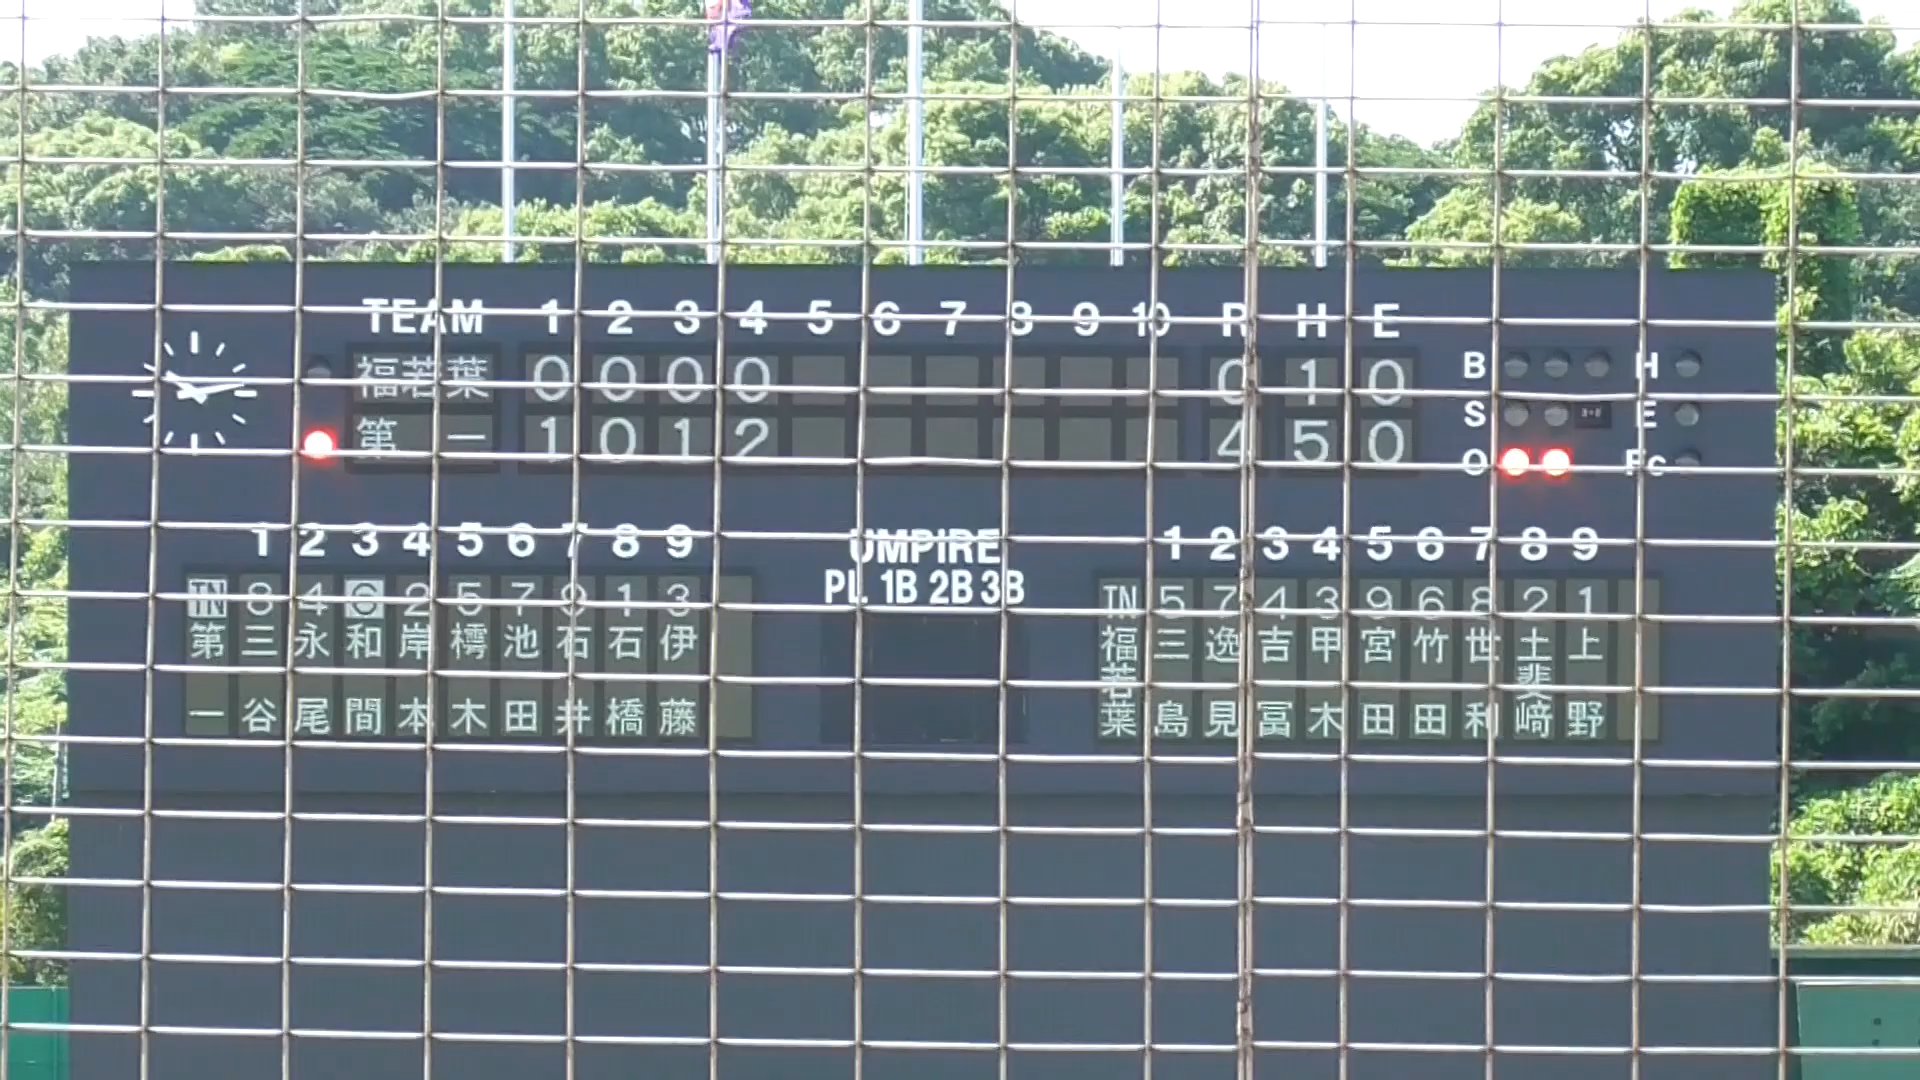 TEAM 1 2 3 4 5 6 7 8 9 10 R H E
福若葉 0 0 0 0 0 1 0 B H
第一 1 0 1 2 4 5 0 S E
O Fc
1 2 3 4 5 6 7 8 9
IN 8 4 6 2 5 7 9 1 3
第一
三谷
永尾
和間
岸本
樗木
池田
石井
石橋
伊藤
UMPIRE
PL 1B 2B 3B
1 2 3 4 5 6 7 8 9
IN 5 7 4 3 9 6 8 2 1
福若葉
三島
逸見
吉冨
甲木
宮田
竹田
世利
土斐﨑
上野